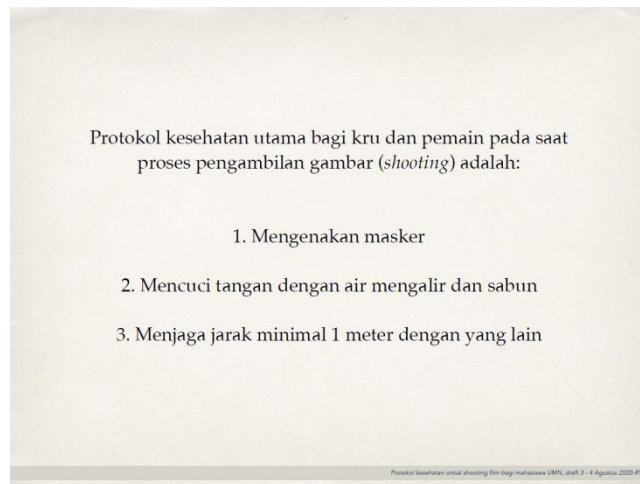 Protokol kesehatan utama bagi kru dan pemain pada saat
proses pengambilan gambar (shooting) adalah:
1. Mengenakan masker
2. Mencuci tangan dengan air mengalir dan sabun
3. Menjaga jarak minimal 1 meter dengan yang lain
Protokol kesehatan untuk shooting film bagi mahasiswa UMN, draft 3 - 4 Agustus 2020-